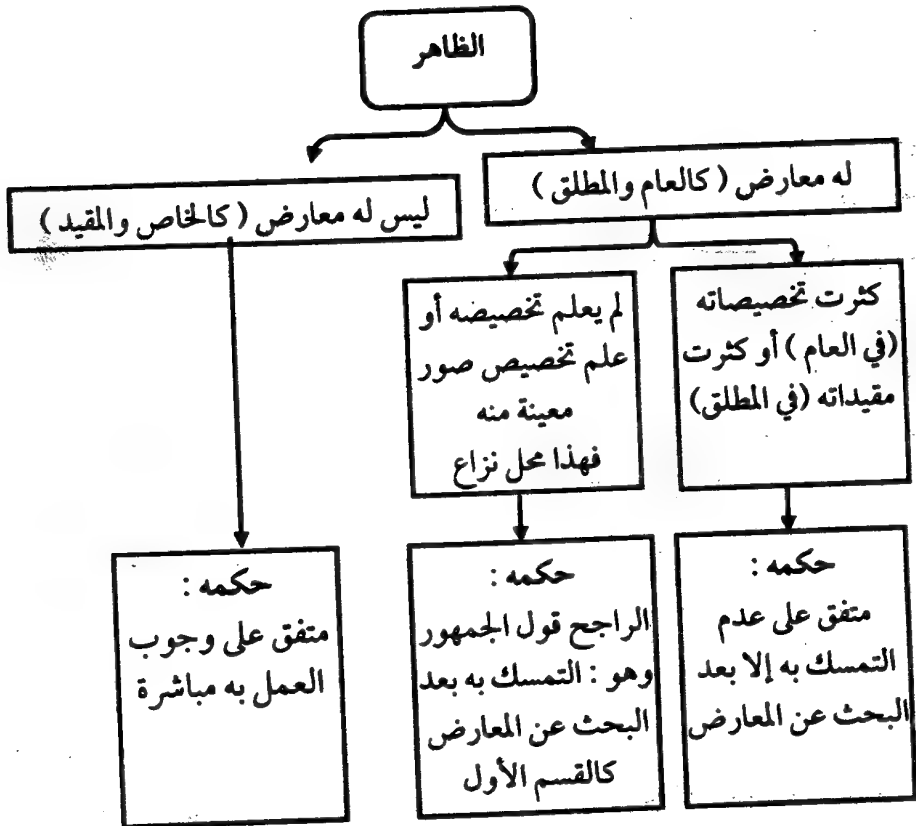 الظاهر
له معارض ( كالعام والمطلق )
ليس له معارض ( كالخاص والمقيد )
كثرت تخصيصاته
(في العام ) أو كثرت
مقيداته (في المطلق)
لم يعلم تخصيصه أو
علم تخصيص صور
معينة منه
فهذا محل نزاع
حكمه :
متفق على عدم
التمسك به إلا بعد
البحث عن المعارض
حكمه :
الراجح قول الجمهور
وهو : التمسك به بعد
البحث عن المعارض
كالقسم الأول
حكمه :
متفق على وجوب
العمل به مباشرة